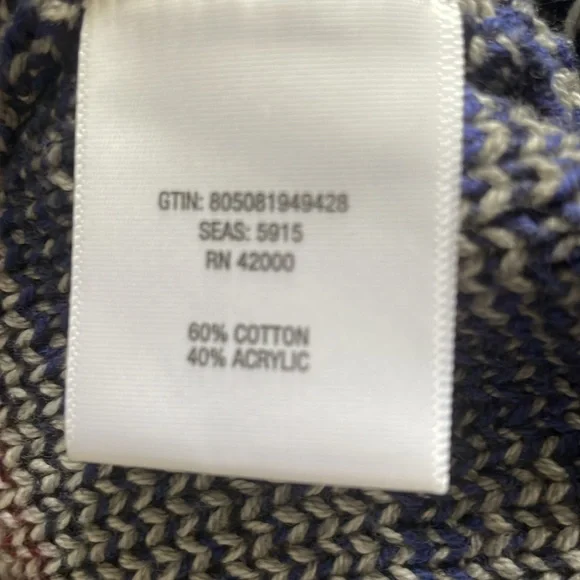 GTIN: 805081949428
SEAS: 5915
RN 42000
60% COTTON
40% ACRYLIC